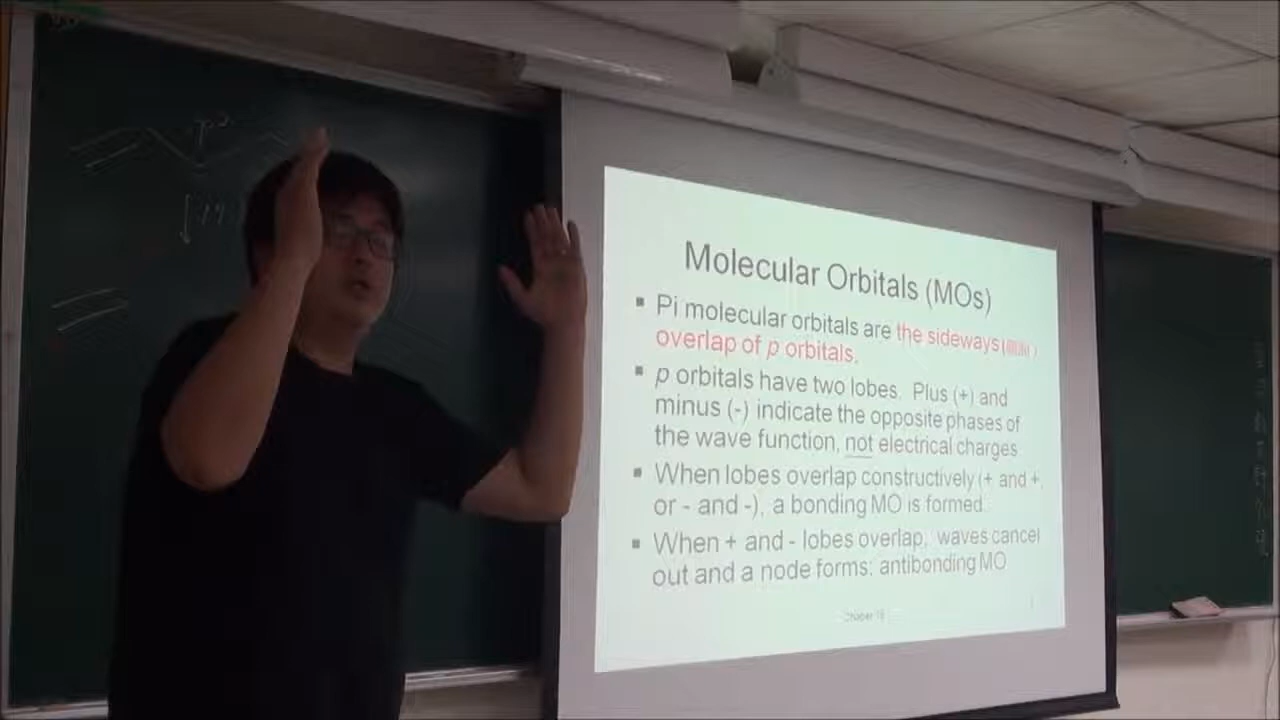 Molecular Orbitals (MOs)
▪ Pi molecular orbitals are the sideways
overlap of p orbitals.
▪ p orbitals have two lobes. Plus (+) and
minus (-) indicate the opposite phases of
the wave function, not electrical charges
▪ When lobes overlap constructively (+ and +,
or - and -), a bonding MO is formed.
▪ When + and - lobes overlap, waves cancel
out and a node forms; antibonding MO